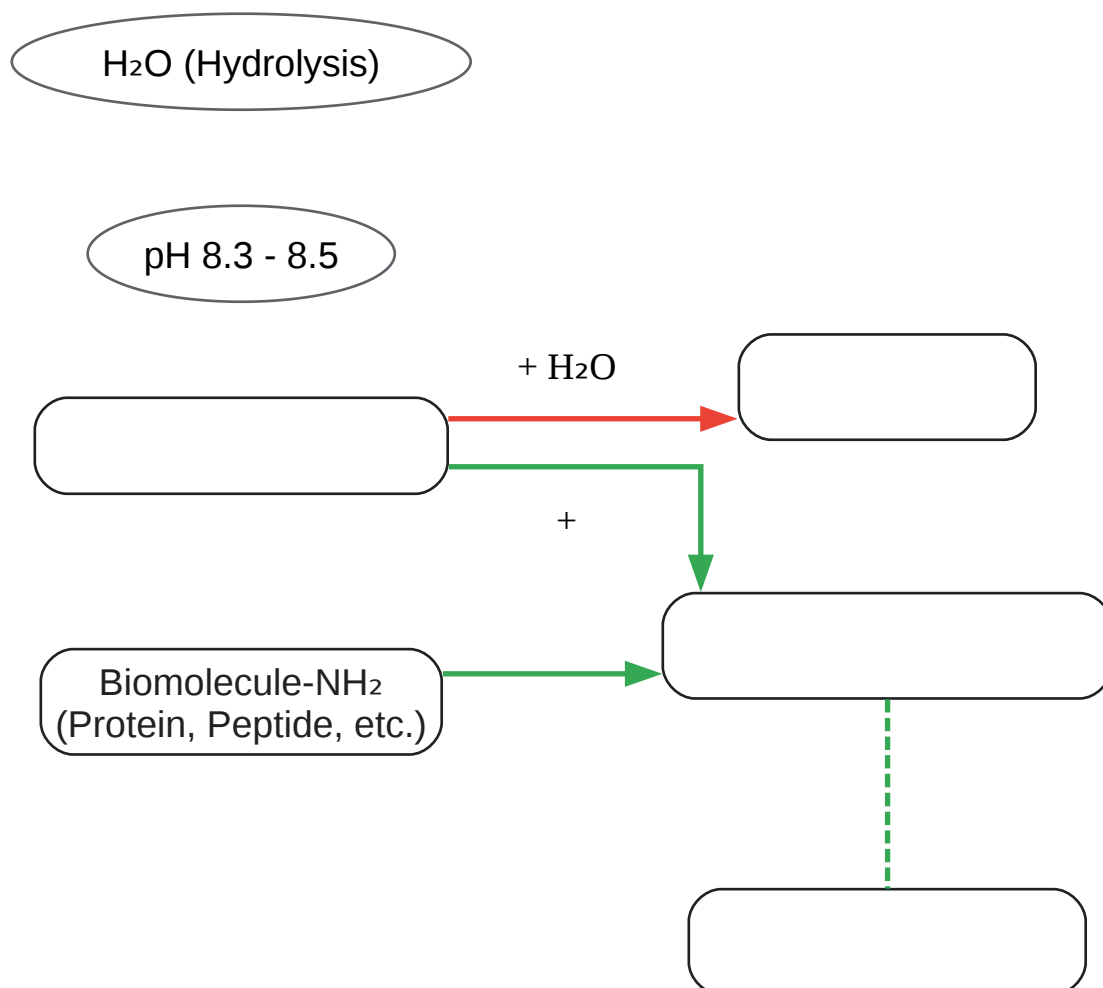 H₂O (Hydrolysis)
pH 8.3 - 8.5
+ H₂O
+
Biomolecule-NH₂
(Protein, Peptide, etc.)